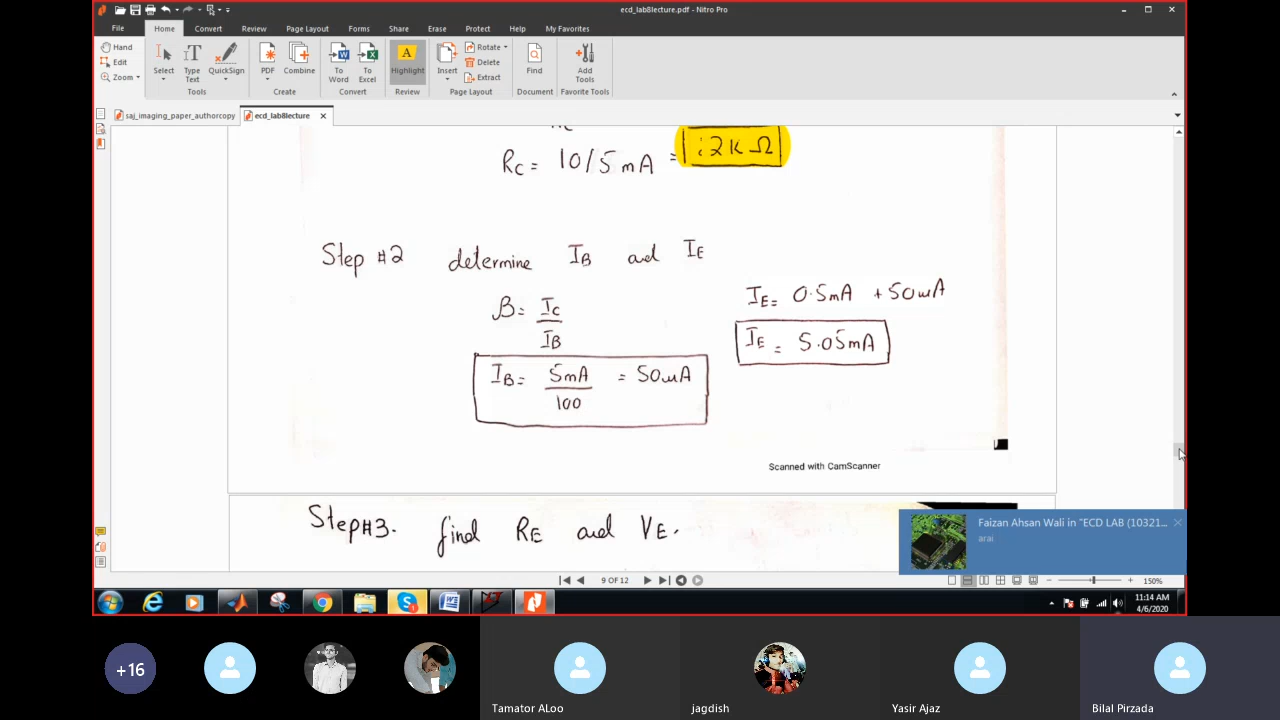 ecd_lab8lecture.pdf - Nitro Pro
File Home Convert Review Page Layout Forms Share Erase Protect Help My Favorites
Hand
Edit
Zoom
Select
Type Text
QuickSign
PDF
Combine
To Word
To Excel
Highlight
Insert
Rotate
Delete
Extract
Find
Add Tools
Tools Create Convert Review Page Layout Document Favorite Tools
saj_imaging_paper_authorcopy ecd_lab8lecture
RC = 10/5mA = 2K Ω
Step #2 determine IB and IE
β = IC/IB
IE = 0.5mA + 50uA
IE = 5.05mA
IB = 5mA/100 = 50uA
Scanned with CamScanner
Step#3. find RE and VE.
Faizan Ahsan Wali in "ECD LAB (10321...
arai
9 OF 12
150%
11:14 AM
4/6/2020
+16
Tamator ALoo jagdish Yasir Ajaz Bilal Pirzada